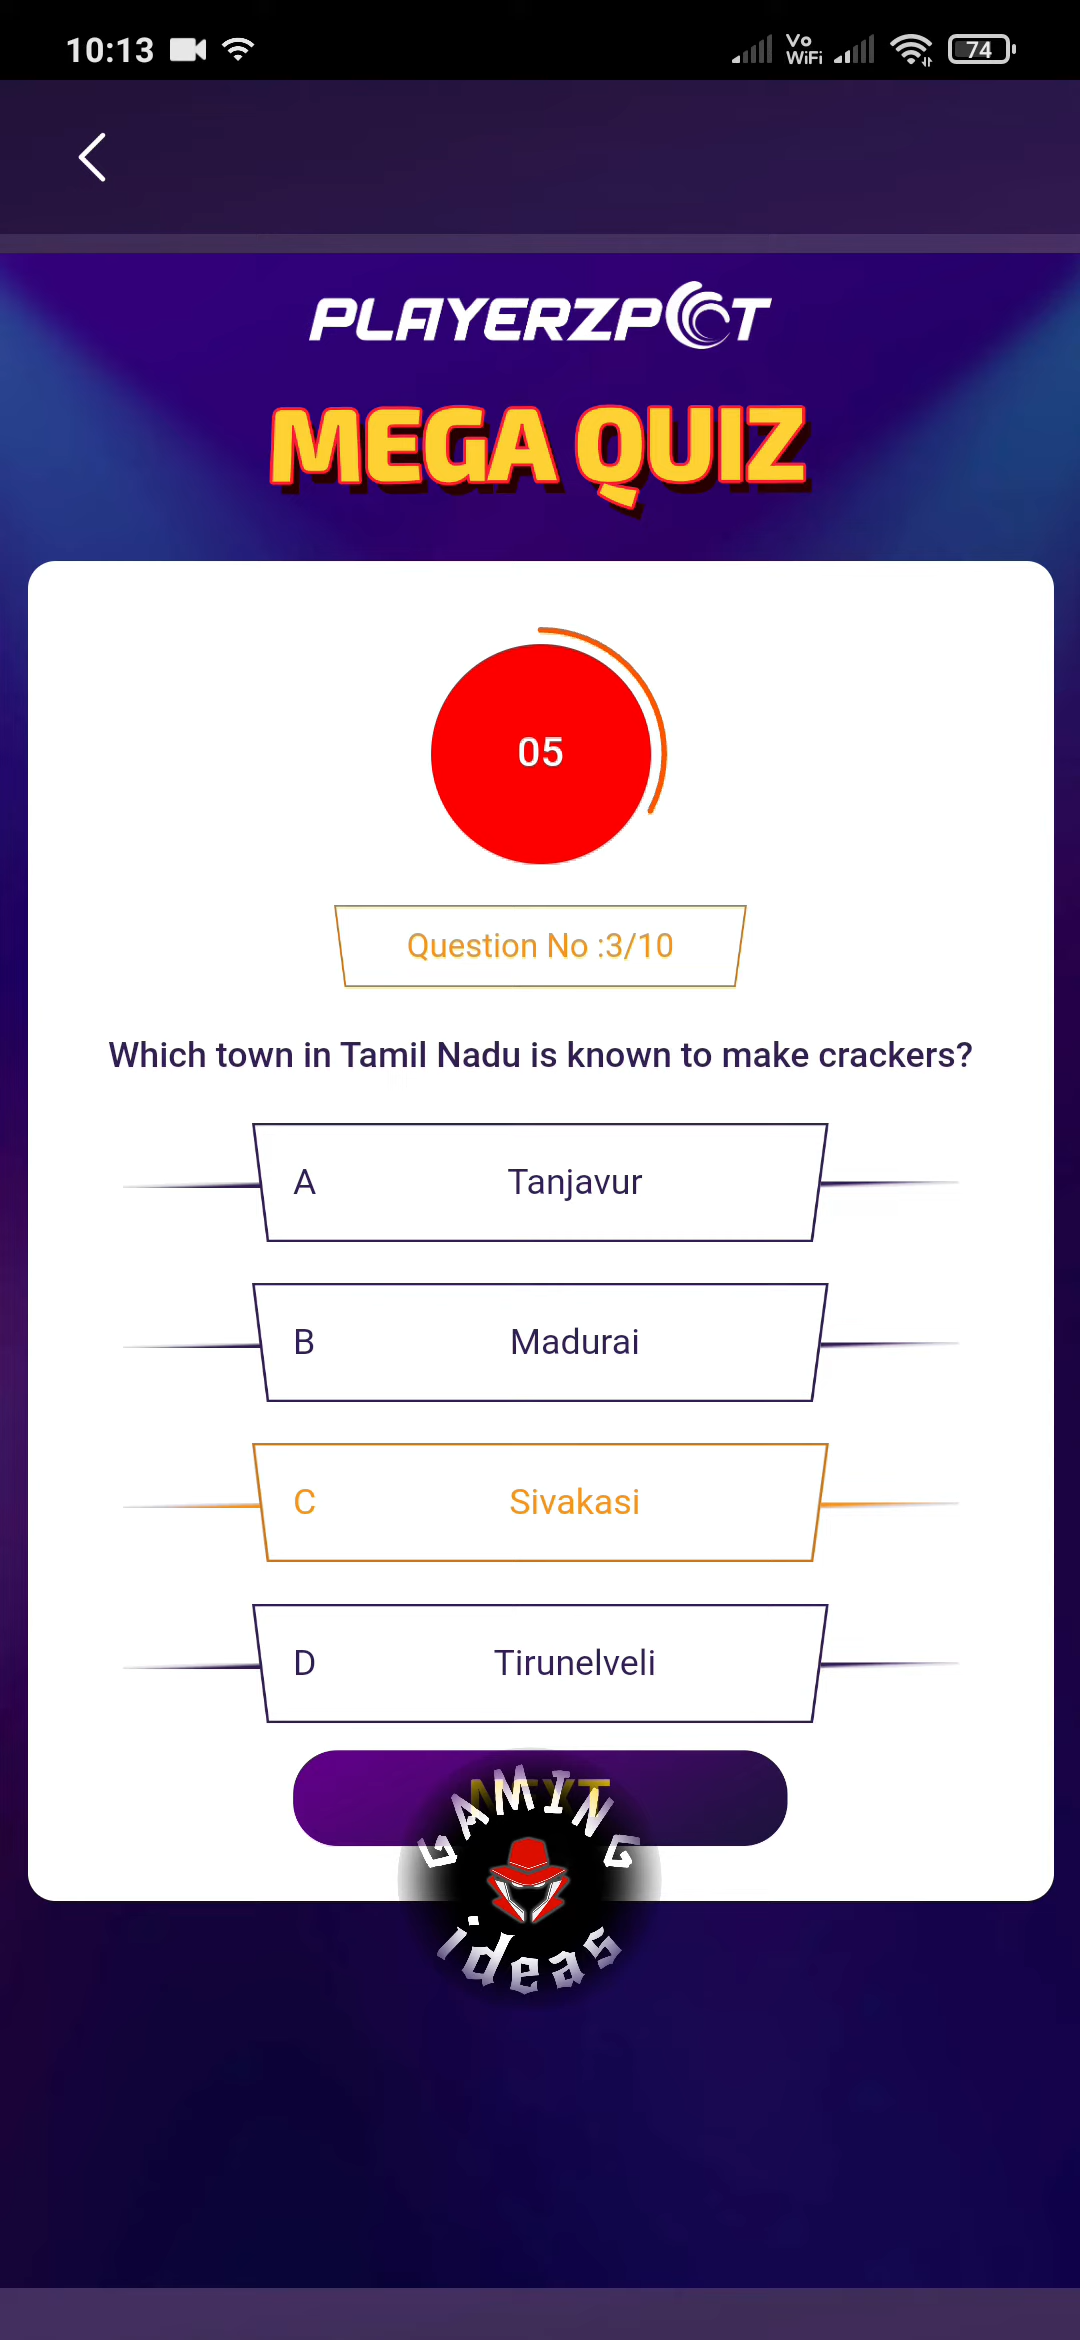 10:13
Vo
WiFi
74
PLAYERZPOT
MEGA QUIZ
05
Question No :3/10
Which town in Tamil Nadu is known to make crackers?
A Tanjavur
B Madurai
C Sivakasi
D Tirunelveli
NEXT
GAMING
ideas